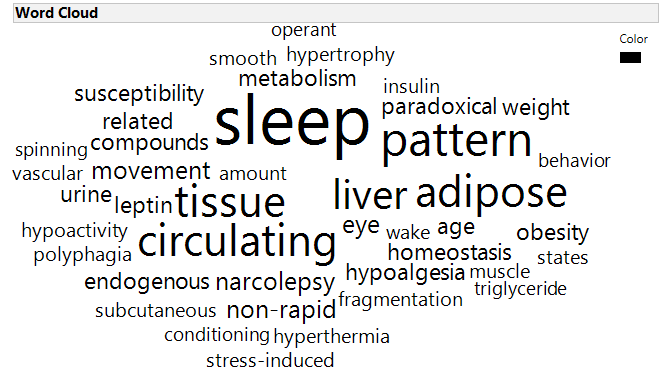 Word Cloud
operant
Color
smooth hypertrophy
metabolism insulin
susceptibility sleep paradoxical weight
related pattern
compounds
spinning behavior
vascular movement amount
urine leptin tissue liver adipose
hypoactivity circulating eye wake age obesity
polyphagia homeostasis states
endogenous narcolepsy hypoalgesia muscle
subcutaneous non-rapid fragmentation triglyceride
conditioning hyperthermia
stress-induced